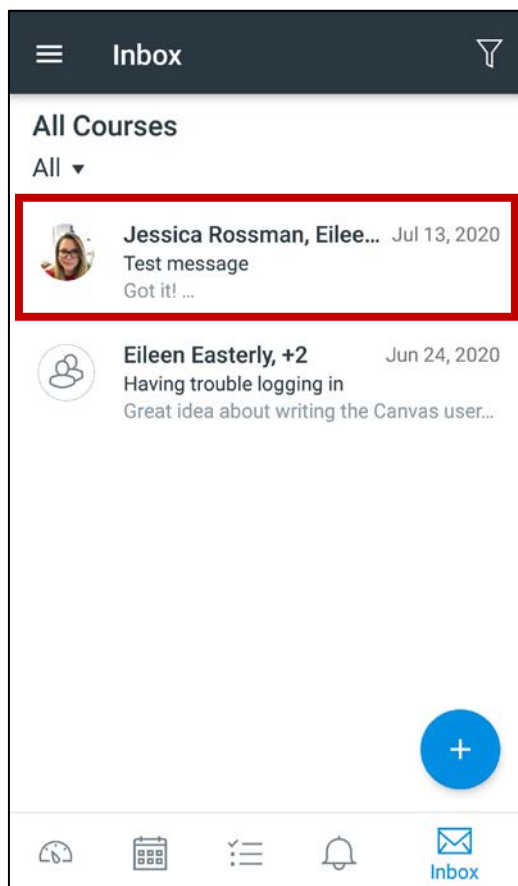 Inbox
All Courses
All
Jessica Rossman, Eilee... Jul 13, 2020
Test message
Got it! ...
Eileen Easterly, +2 Jun 24, 2020
Having trouble logging in
Great idea about writing the Canvas user...
Inbox